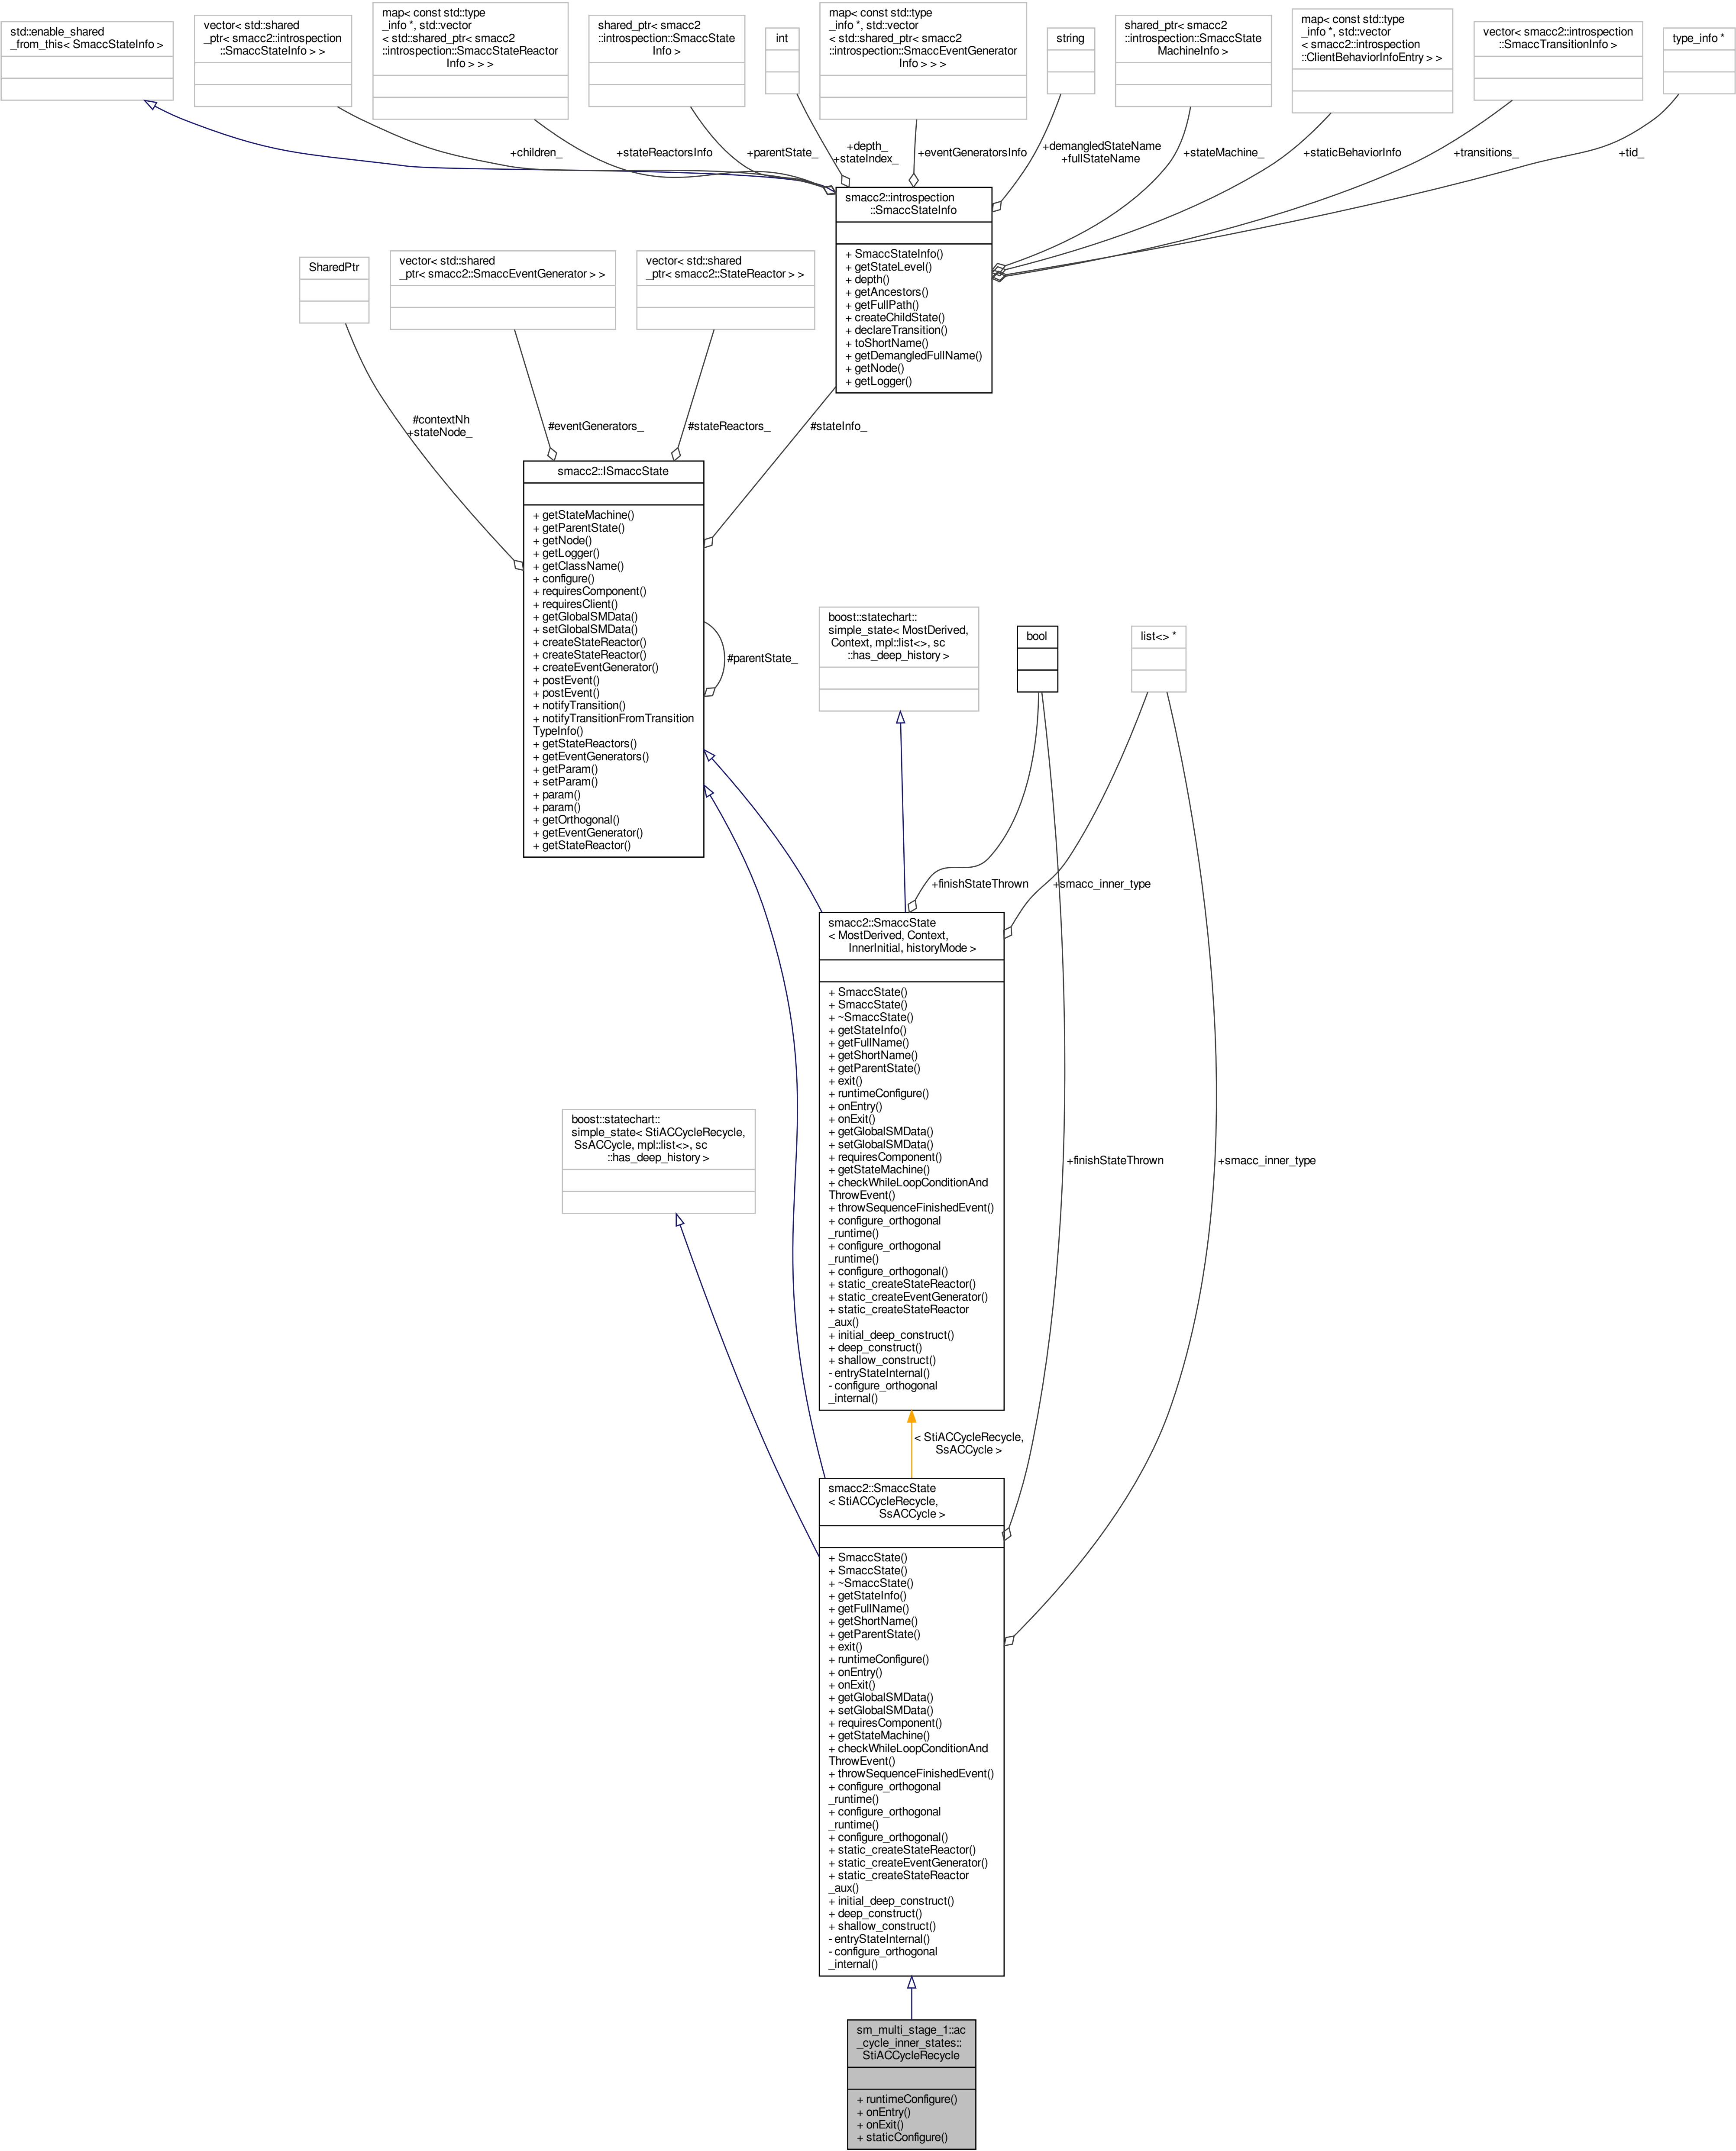 std::enable_shared
_from_this< SmaccStateInfo >
vector< std::shared
_ptr< smacc2::introspection
::SmaccStateInfo > >
map< const std::type
_info *, std::vector
< std::shared_ptr< smacc2
::introspection::SmaccStateReactor
Info > > >
shared_ptr< smacc2
::introspection::SmaccState
Info >
int
map< const std::type
_info *, std::vector
< std::shared_ptr< smacc2
::introspection::SmaccEventGenerator
Info > > >
string
shared_ptr< smacc2
::introspection::SmaccState
MachineInfo >
map< const std::type
_info *, std::vector
< smacc2::introspection
::ClientBehaviorInfoEntry > >
vector< smacc2::introspection
::SmaccTransitionInfo >
type_info *
+children_
+stateReactorsInfo
+parentState_
+depth_
+stateIndex_
+eventGeneratorsInfo
+demangledStateName
+fullStateName
+stateMachine_
+staticBehaviorInfo
+transitions_
+tid_
smacc2::introspection
::SmaccStateInfo
+ SmaccStateInfo()
+ getStateLevel()
+ depth()
+ getAncestors()
+ getFullPath()
+ createChildState()
+ declareTransition()
+ toShortName()
+ getDemangledFullName()
+ getNode()
+ getLogger()
SharedPtr
vector< std::shared
_ptr< smacc2::SmaccEventGenerator > >
vector< std::shared
_ptr< smacc2::StateReactor > >
#contextNh
+stateNode_
#eventGenerators_
#stateReactors_
#stateInfo_
smacc2::ISmaccState
+ getStateMachine()
+ getParentState()
+ getNode()
+ getLogger()
+ getClassName()
+ configure()
+ requiresComponent()
+ requiresClient()
+ getGlobalSMData()
+ setGlobalSMData()
+ createStateReactor()
+ createStateReactor()
+ createEventGenerator()
+ postEvent()
+ postEvent()
+ notifyTransition()
+ notifyTransitionFromTransition
TypeInfo()
+ getStateReactors()
+ getEventGenerators()
+ getParam()
+ setParam()
+ param()
+ param()
+ getOrthogonal()
+ getEventGenerator()
+ getStateReactor()
#parentState_
boost::statechart::
simple_state< MostDerived,
Context, mpl::list<>, sc
::has_deep_history >
bool
list<> *
+finishStateThrown
+smacc_inner_type
smacc2::SmaccState
< MostDerived, Context,
InnerInitial, historyMode >
+ SmaccState()
+ SmaccState()
+ ~SmaccState()
+ getStateInfo()
+ getFullName()
+ getShortName()
+ getParentState()
+ exit()
+ runtimeConfigure()
+ onEntry()
+ onExit()
+ getGlobalSMData()
+ setGlobalSMData()
+ requiresComponent()
+ getStateMachine()
+ checkWhileLoopConditionAnd
ThrowEvent()
+ throwSequenceFinishedEvent()
+ configure_orthogonal
_runtime()
+ configure_orthogonal
_runtime()
+ configure_orthogonal()
+ static_createStateReactor()
+ static_createEventGenerator()
+ static_createStateReactor
_aux()
+ initial_deep_construct()
+ deep_construct()
+ shallow_construct()
- entryStateInternal()
- configure_orthogonal
_internal()
boost::statechart::
simple_state< StiACCycleRecycle,
SsACCycle, mpl::list<>, sc
::has_deep_history >
+finishStateThrown
+smacc_inner_type
< StiACCycleRecycle,
SsACCycle >
smacc2::SmaccState
< StiACCycleRecycle,
SsACCycle >
+ SmaccState()
+ SmaccState()
+ ~SmaccState()
+ getStateInfo()
+ getFullName()
+ getShortName()
+ getParentState()
+ exit()
+ runtimeConfigure()
+ onEntry()
+ onExit()
+ getGlobalSMData()
+ setGlobalSMData()
+ requiresComponent()
+ getStateMachine()
+ checkWhileLoopConditionAnd
ThrowEvent()
+ throwSequenceFinishedEvent()
+ configure_orthogonal
_runtime()
+ configure_orthogonal
_runtime()
+ configure_orthogonal()
+ static_createStateReactor()
+ static_createEventGenerator()
+ static_createStateReactor
_aux()
+ initial_deep_construct()
+ deep_construct()
+ shallow_construct()
- entryStateInternal()
- configure_orthogonal
_internal()
sm_multi_stage_1::ac
_cycle_inner_states::
StiACCycleRecycle
+ runtimeConfigure()
+ onEntry()
+ onExit()
+ staticConfigure()